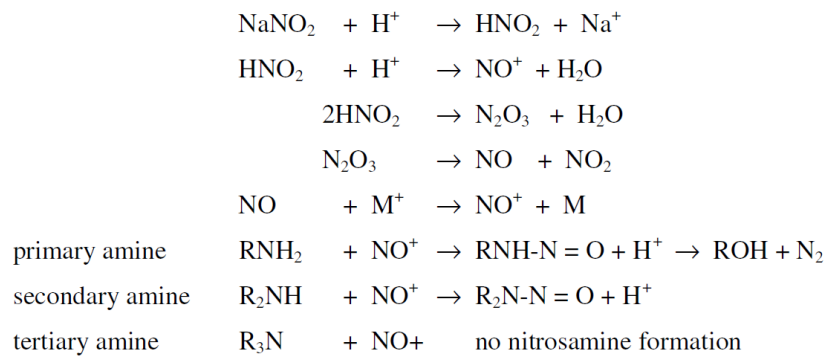 NaNO₂ + H⁺ → HNO₂ + Na⁺
HNO₂ + H⁺ → NO⁺ + H₂O
2HNO₂ → N₂O₃ + H₂O
N₂O₃ → NO + NO₂
NO + M⁺ → NO⁺ + M
primary amine RNH₂ + NO⁺ → RNH-N = O + H⁺ → ROH + N₂
secondary amine R₂NH + NO⁺ → R₂N-N = O + H⁺
tertiary amine R₃N + NO+ no nitrosamine formation